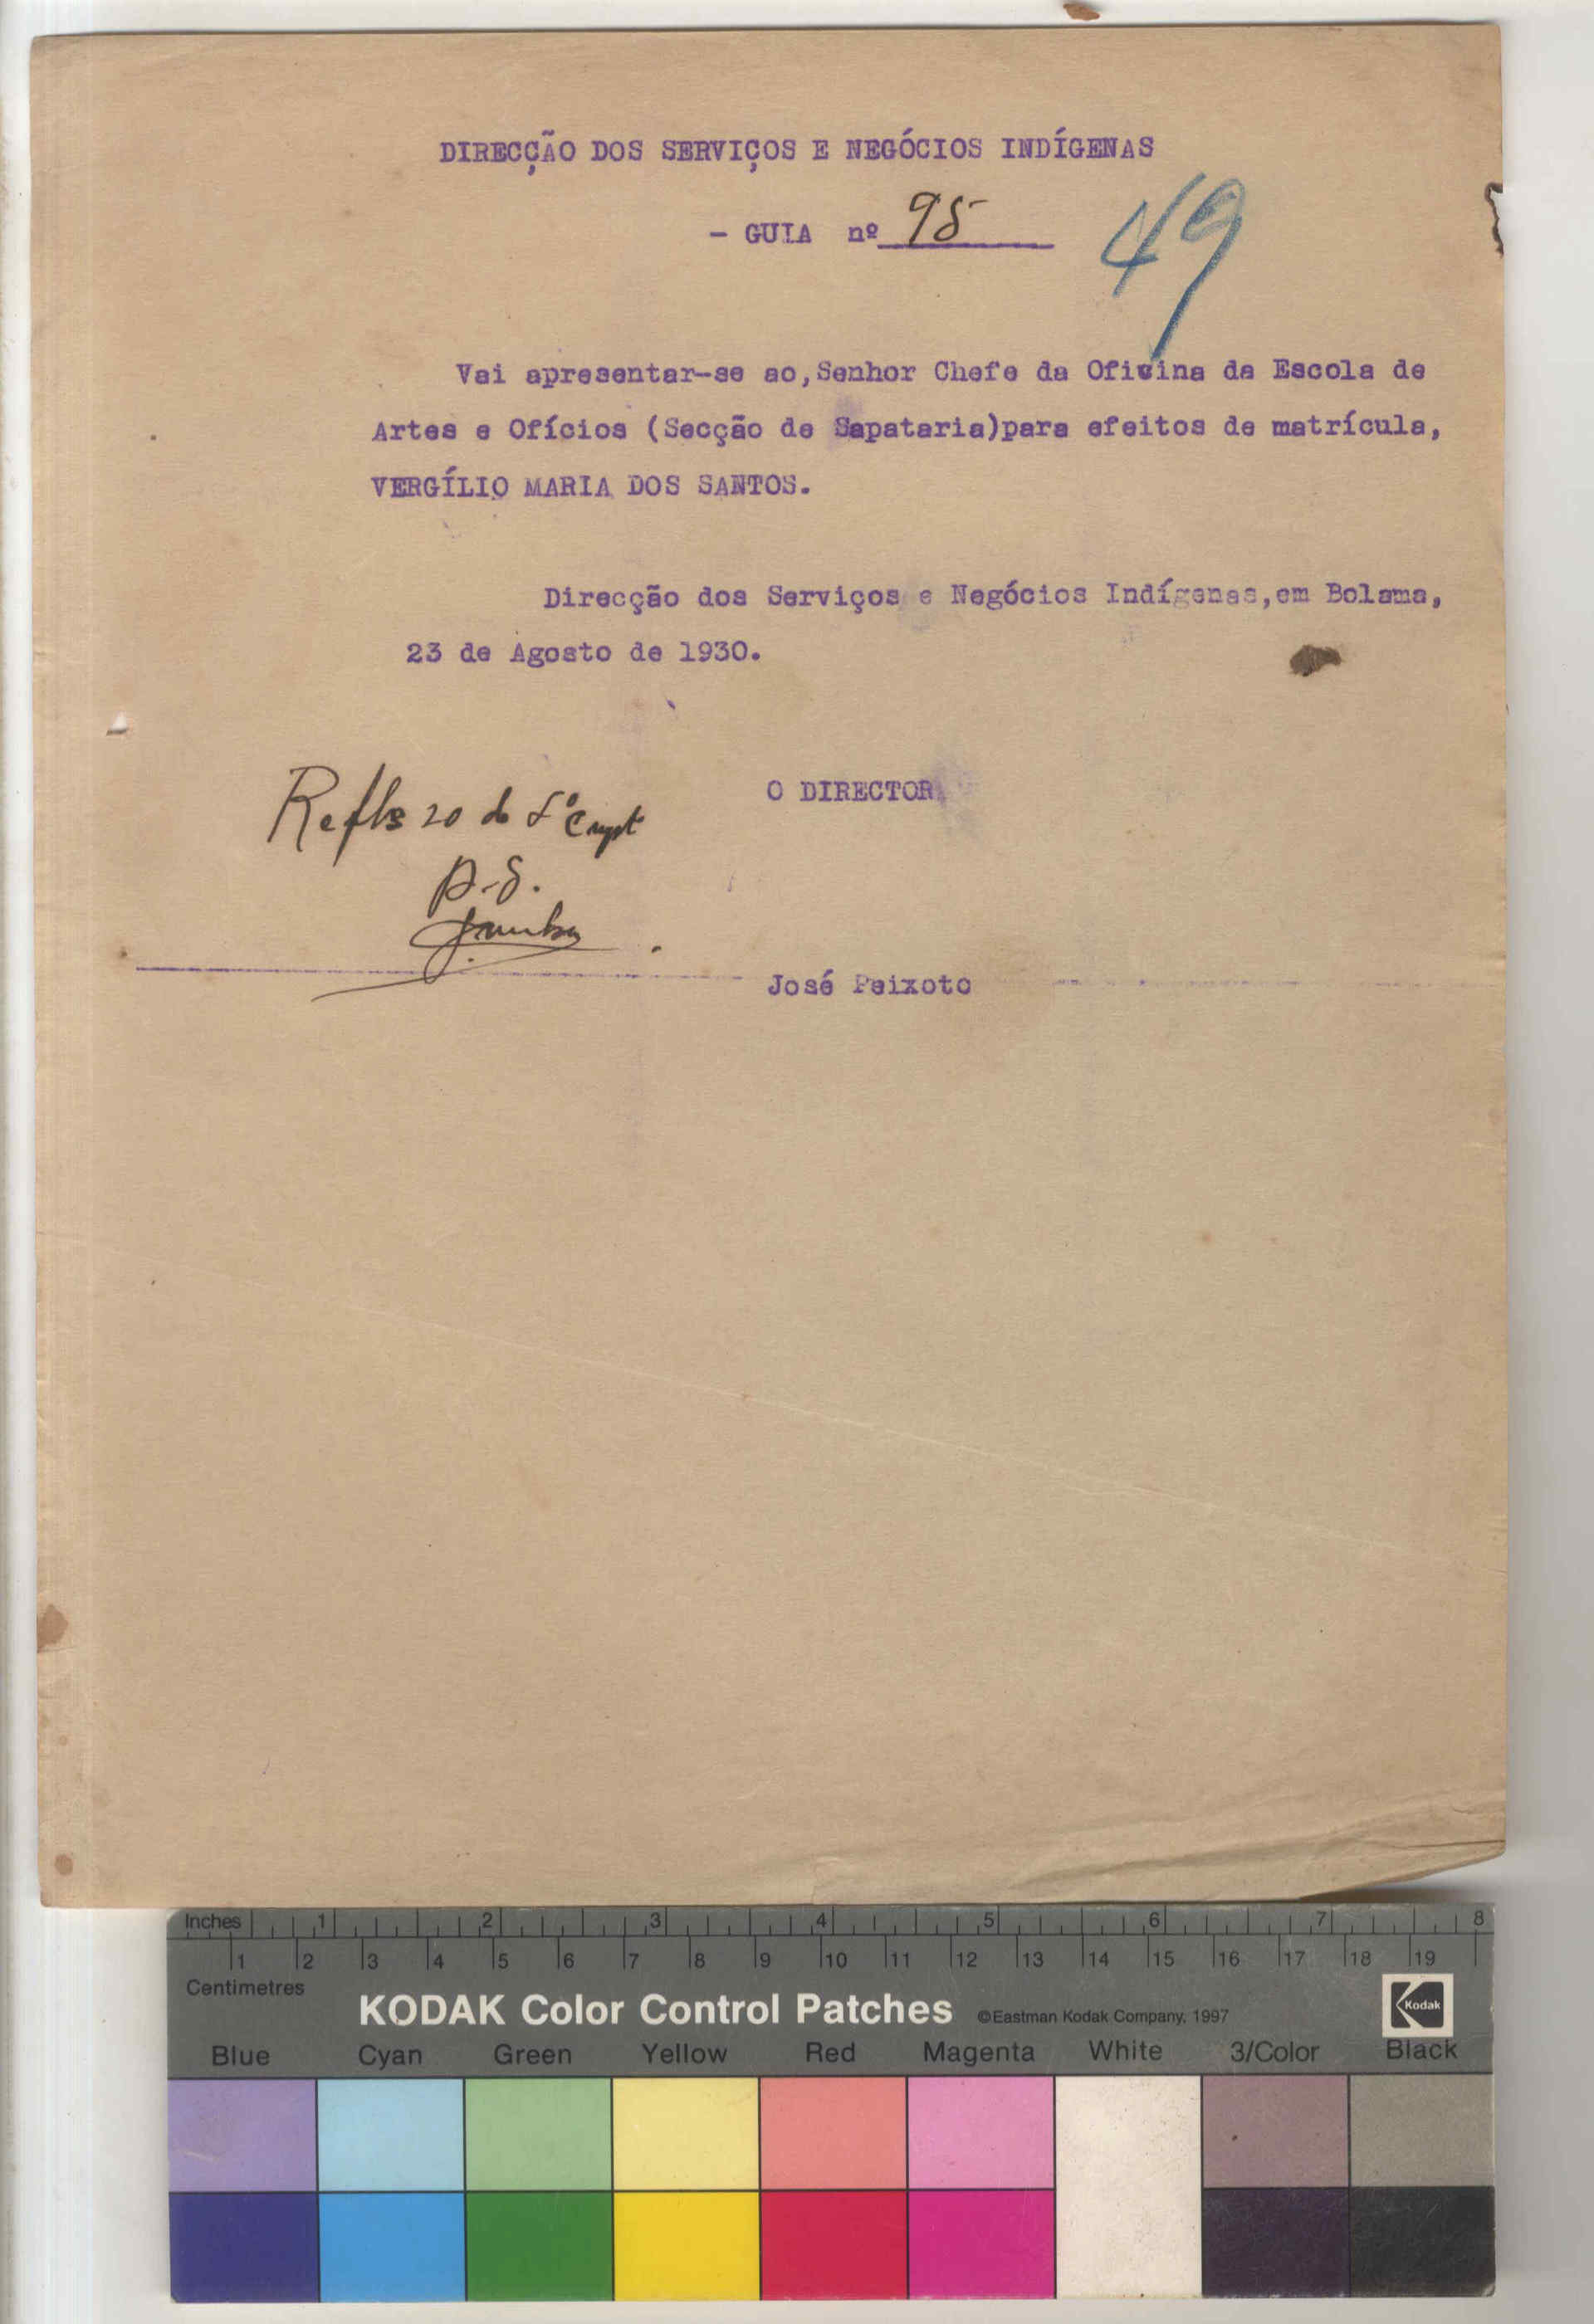 DIRECÇÃO DOS SERVIÇOS E NEGÓCIOS INDÍGENAS
- GUIA nº 95
49
Vai apresentar-se ao,Senhor Chefe da Oficina da Escola de
Artes e Ofícios (Secção de Sapataria)para efeitos de matrícula,
VERGÍLIO MARIA DOS SANTOS.
Direcção dos Serviços e Negócios Indígenas,em Bolama,
23 de Agosto de 1930.
O DIRECTOR,
20 do
José Peixoto
Inches 1 2 3 4 5 6 7 8
1 2 3 4 5 6 7 8 9 10 11 12 13 14 15 16 17 18 19
Centimetres
KODAK Color Control Patches ©Eastman Kodak Company, 1997 Kodak
Blue Cyan Green Yellow Red Magenta White 3/Color Black